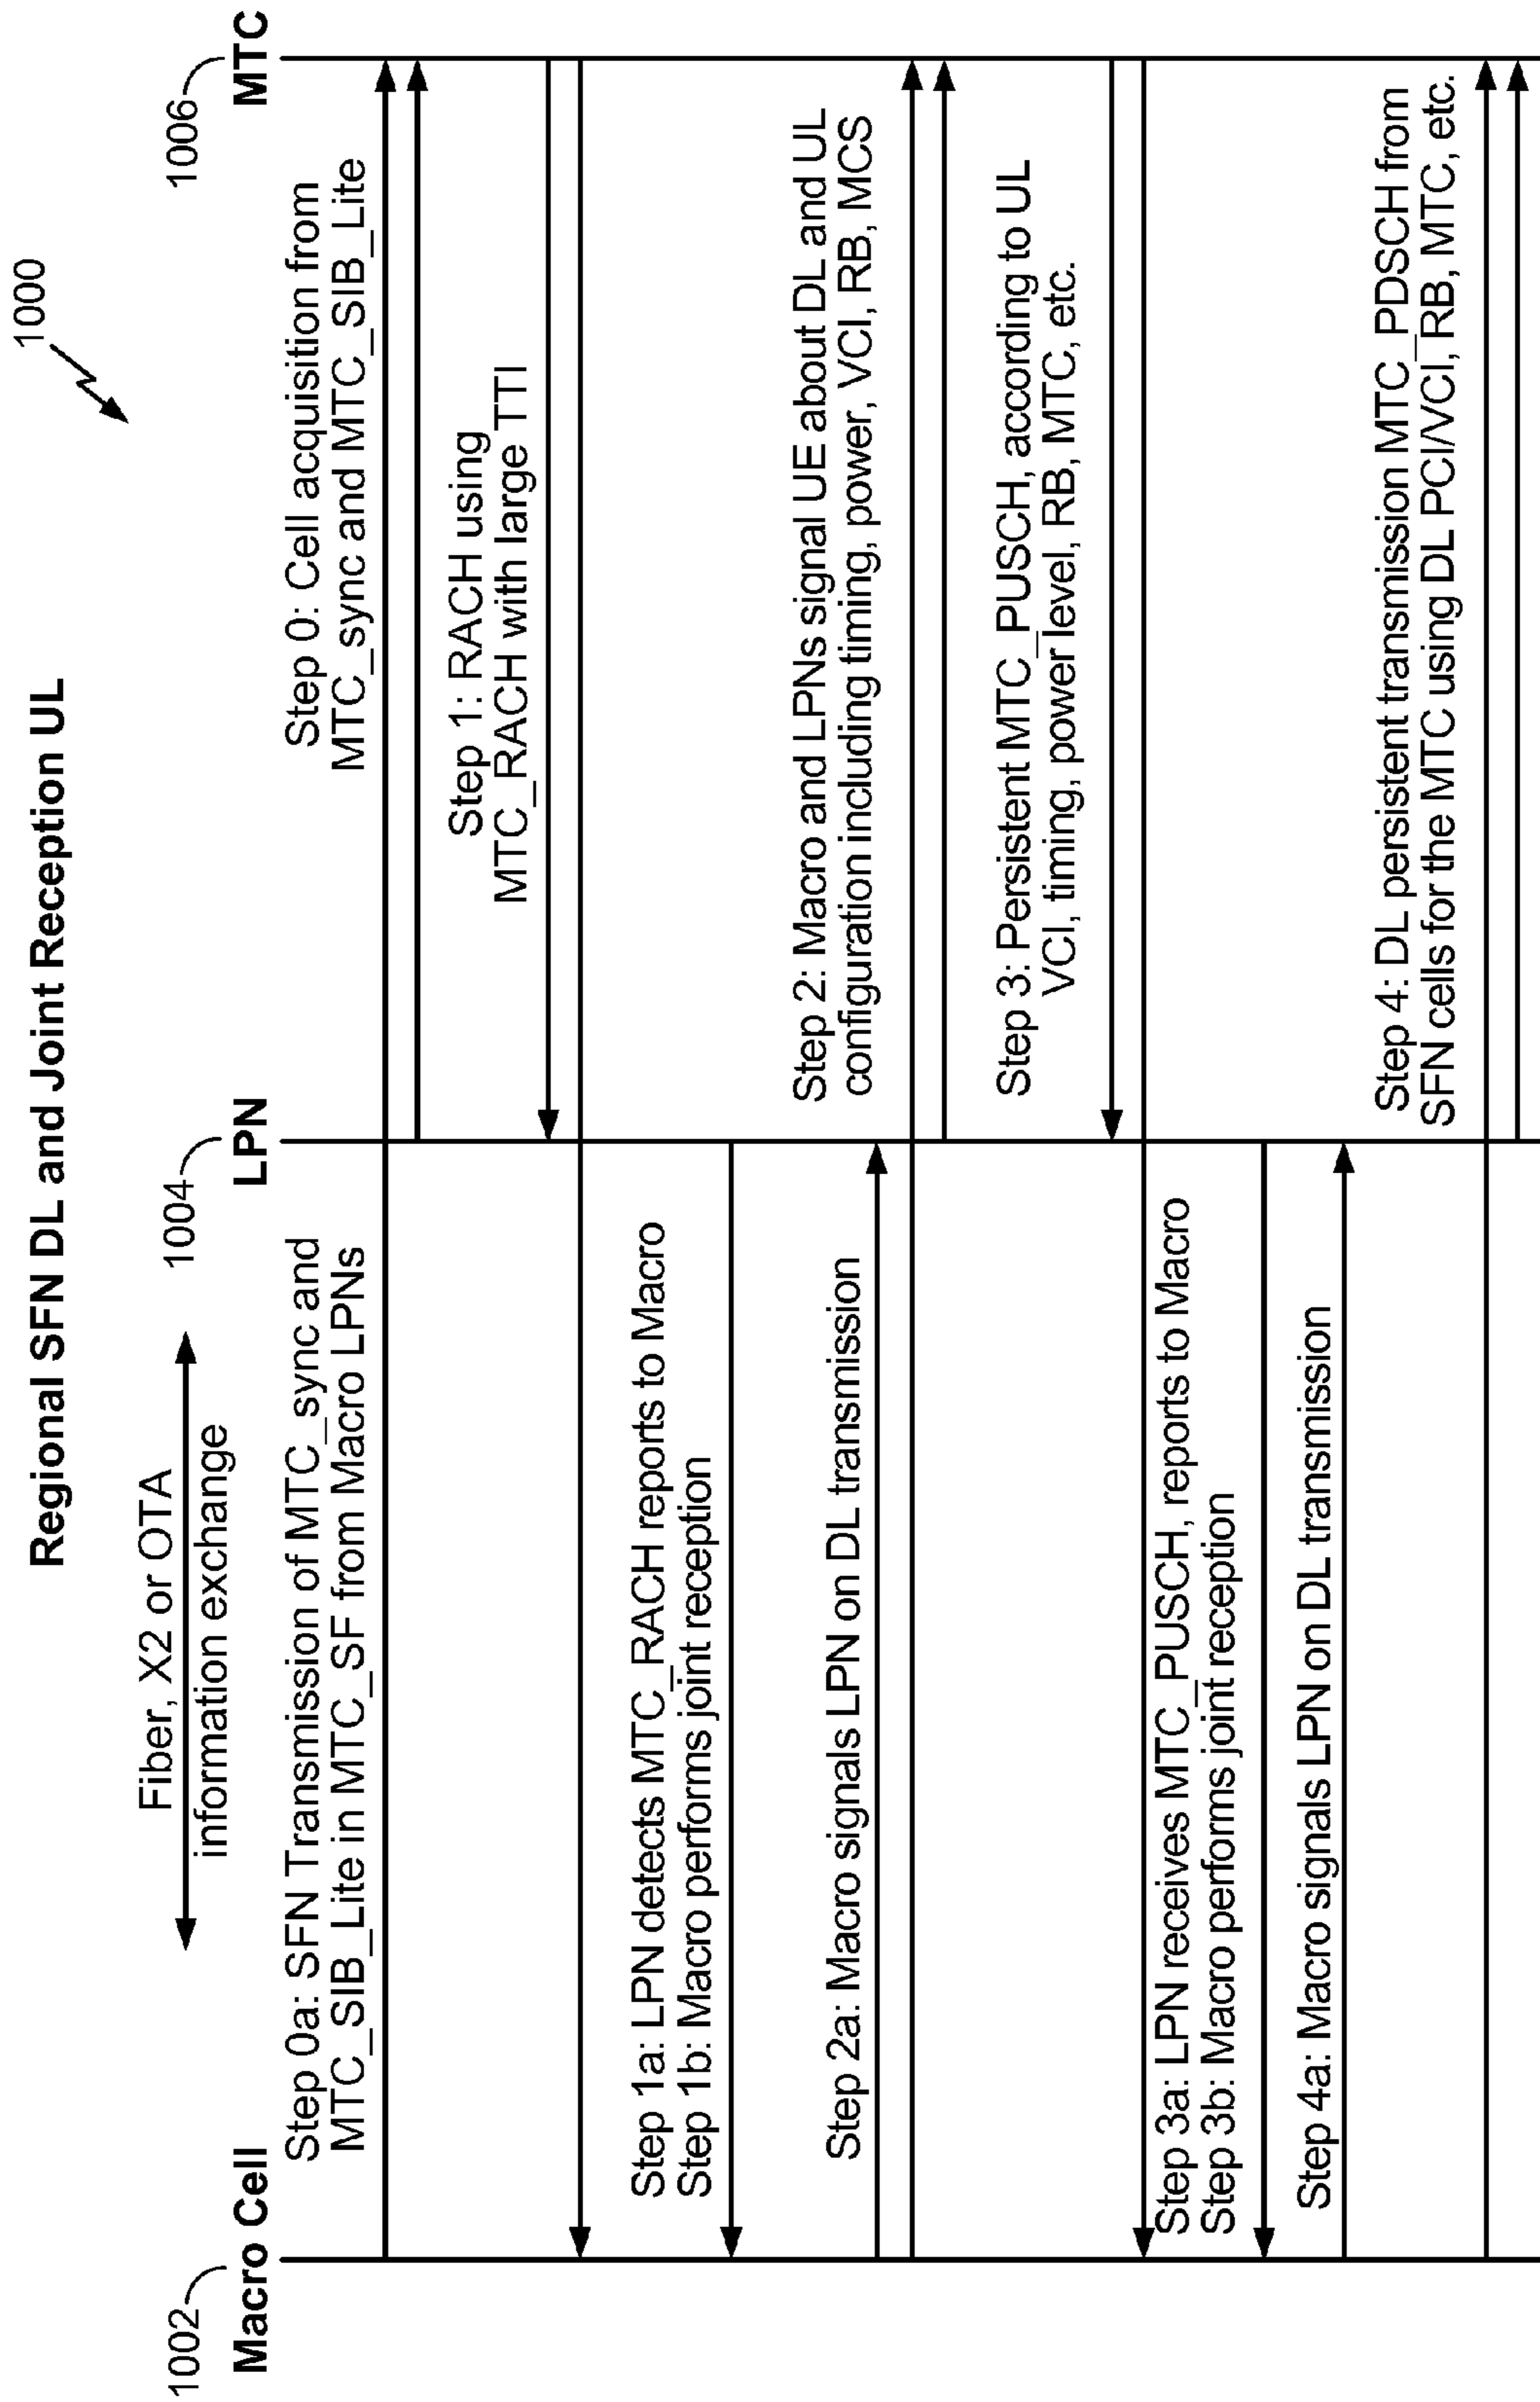 Regional SFN DL and Joint Reception UL
1000
Fiber, X2 or OTA
information exchange
1002
Macro Cell
1004
LPN
1006
MTC
Step 0a: SFN Transmission of MTC_sync and
MTC_SIB_Lite in MTC_SF from Macro LPNs
Step 0: Cell acquisition from
MTC_sync and MTC_SIB_Lite
Step 1: RACH using
MTC_RACH with large TTI
Step 1a: LPN detects MTC_RACH reports to Macro
Step 1b: Macro performs joint reception
Step 2a: Macro signals LPN on DL transmission
Step 2: Macro and LPNs signal UE about DL and UL
configuration including timing, power, VCI, RB, MCS
Step 3: Persistent MTC_PUSCH, according to UL
VCI, timing, power level, RB, MTC, etc.
Step 3a: LPN receives MTC_PUSCH, reports to Macro
Step 3b: Macro performs joint reception
Step 4a: Macro signals LPN on DL transmission
Step 4: DL persistent transmission MTC_PDSCH from
SFN cells for the MTC using DL PCI/VCI, RB, MTC, etc.